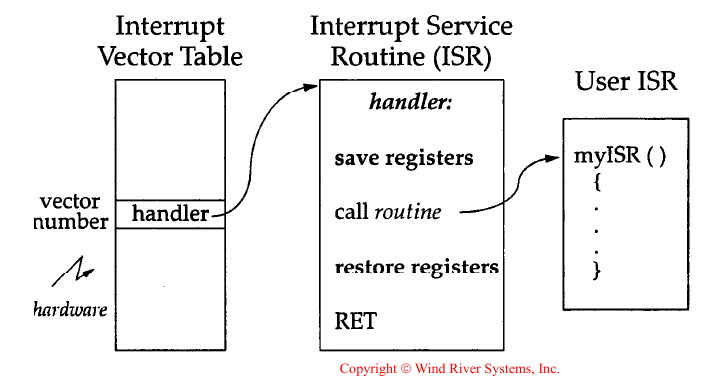 Interrupt
Vector Table
vector
number
handler
hardware
Interrupt Service
Routine (ISR)
handler:
save registers
call routine
restore registers
RET
User ISR
myISR ( )
{
.
.
.
}
Copyright © Wind River Systems, Inc.